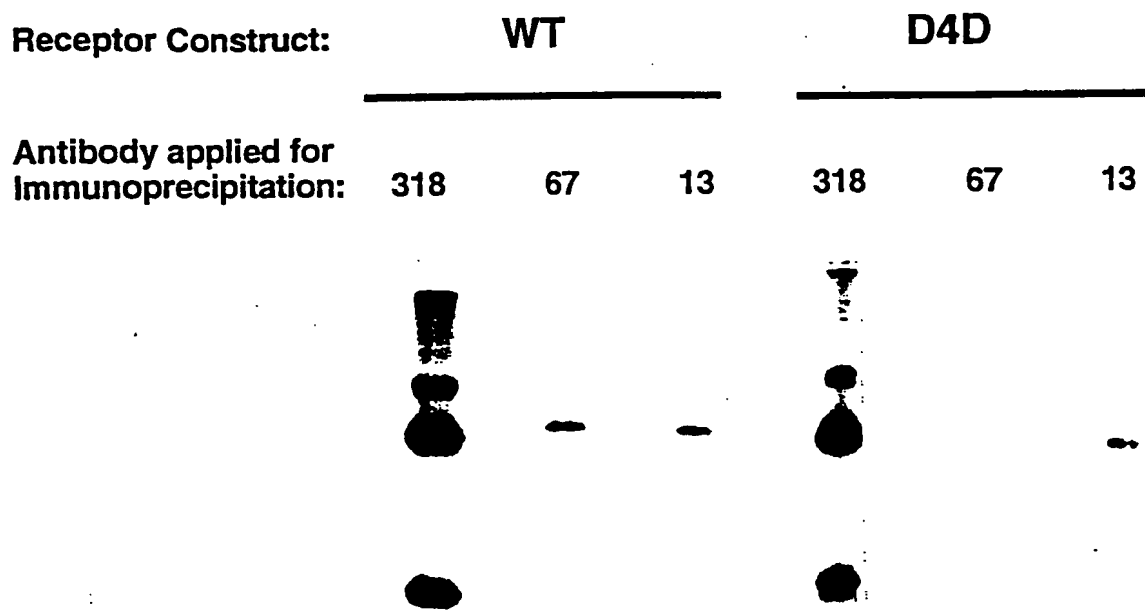 Receptor Construct: WT D4D
Antibody applied for
Immunoprecipitation: 318 67 13 318 67 13